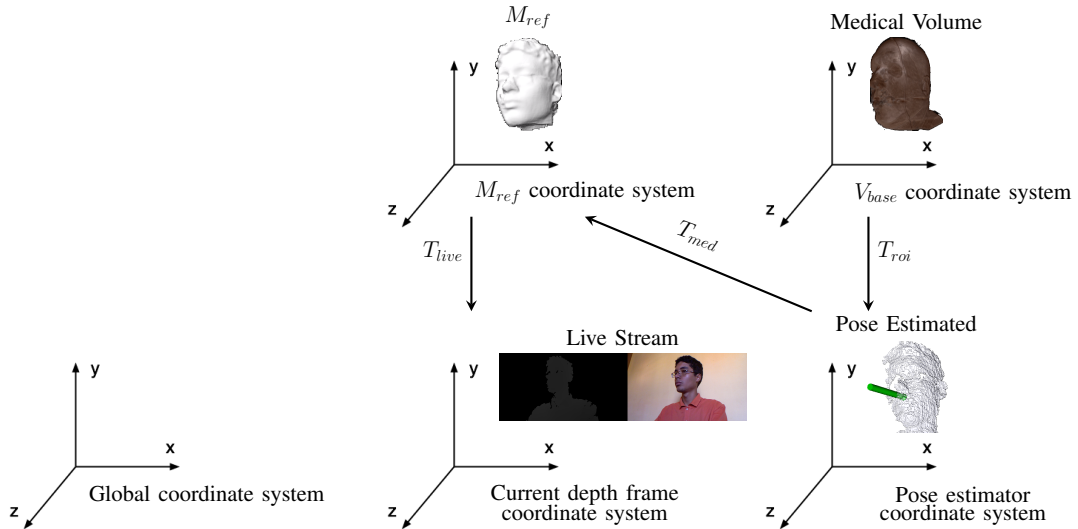 M_ref
Medical Volume
y
y
x
x
z
z
M_ref coordinate system
V_base coordinate system
T_live
T_med
T_roi
Live Stream
Pose Estimated
y
y
y
x
x
x
z
z
z
Global coordinate system
Current depth frame
coordinate system
Pose estimator
coordinate system